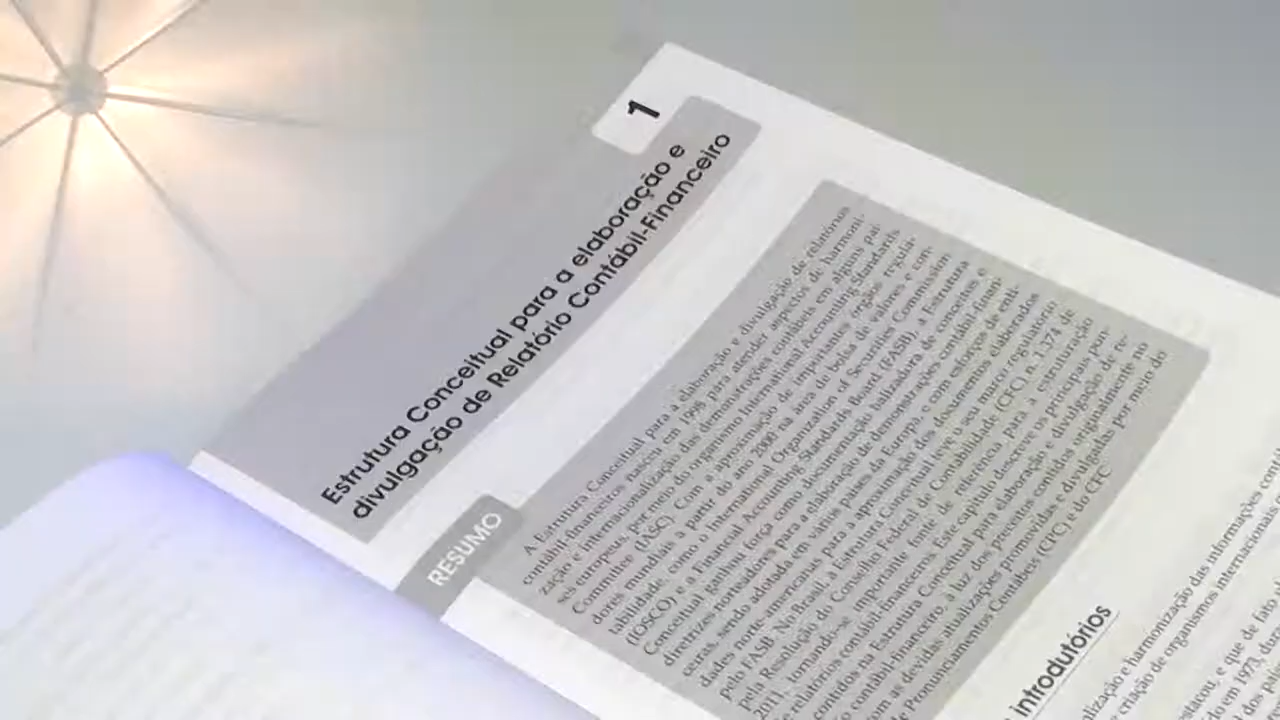 1
Estrutura Conceitual para a elaboração e
divulgação de Relatório Contábil-Financeiro
RESUMO
A Estrutura Conceitual para a elaboração e divulgação de relatórios
contábil-financeiros nasceu em 1998 para atender aspectos de harmoni-
zação e internacionalização das demonstrações contábeis em alguns paí-
ses europeus, por meio do organismo International Accounting Standards
Committee (IASC). Com a aproximação de importantes órgãos regula-
dores mundiais a partir do ano 2000 na área de bolsa de valores e con-
tabilidade, como o International Organization of Securities Commission
(IOSCO) e a Financial Accounting Standards Board (FASB), a Estrutura
Conceitual ganhou força como documentação balizadora de conceitos e
diretrizes norteadores para a elaboração de demonstrações contábil-finan-
ceiras, sendo adotada em vários países da Europa e com esforços de enti-
dades norte-americanas para a aproximação dos documentos elaborados
pelo FASB. No Brasil, a Estrutura Conceitual teve o seu marco regulatório
pela Resolução do Conselho Federal de Contabilidade (CFC) n. 1.374, de
2011, tornando-se importante fonte de referência para a estruturação
de relatórios contábil-financeiros. Este capítulo descreve os principais pon-
contidos na Estrutura Conceitual para elaboração e divulgação de re-
contábil-financeiro, à luz dos preceitos contidos originalmente no
com as devidas atualizações promovidas e divulgadas por meio do
de Pronunciamentos Contábeis (CPC) e do CFC
introdutórios
harmonização das informações
criação de organismos internacionais
e que de fato
em 1973,